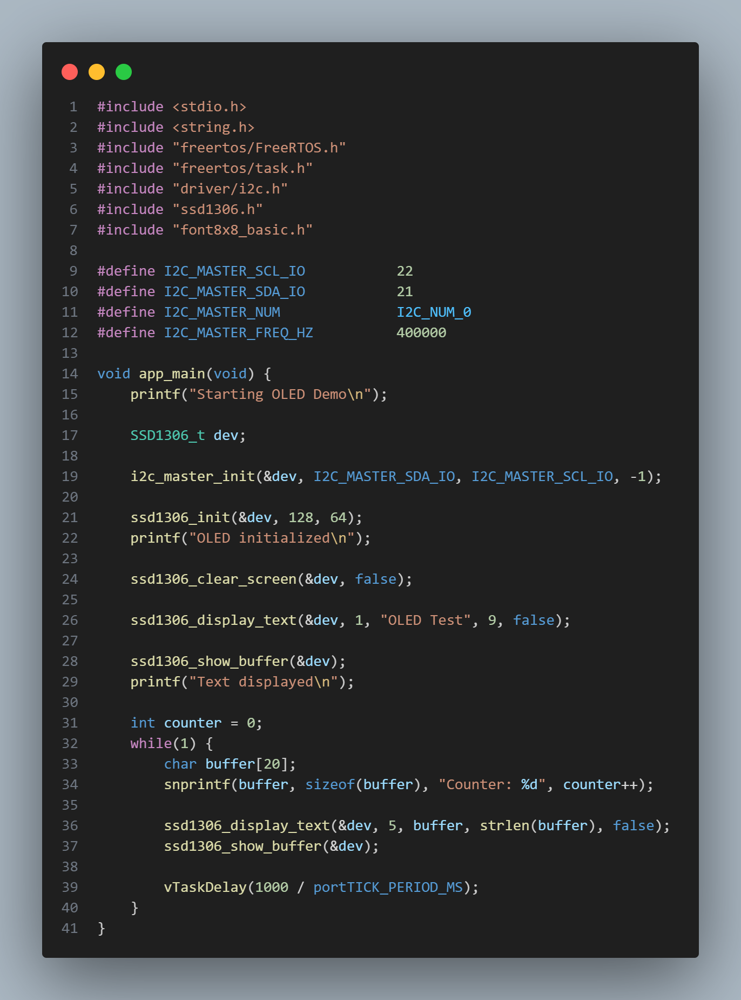 1 #include <stdio.h>
2 #include <string.h>
3 #include "freertos/FreeRTOS.h"
4 #include "freertos/task.h"
5 #include "driver/i2c.h"
6 #include "ssd1306.h"
7 #include "font8x8_basic.h"
8
9 #define I2C_MASTER_SCL_IO           22
10 #define I2C_MASTER_SDA_IO           21
11 #define I2C_MASTER_NUM              I2C_NUM_0
12 #define I2C_MASTER_FREQ_HZ          400000
13
14 void app_main(void) {
15     printf("Starting OLED Demo\n");
16
17     SSD1306_t dev;
18
19     i2c_master_init(&dev, I2C_MASTER_SDA_IO, I2C_MASTER_SCL_IO, -1);
20
21     ssd1306_init(&dev, 128, 64);
22     printf("OLED initialized\n");
23
24     ssd1306_clear_screen(&dev, false);
25
26     ssd1306_display_text(&dev, 1, "OLED Test", 9, false);
27
28     ssd1306_show_buffer(&dev);
29     printf("Text displayed\n");
30
31     int counter = 0;
32     while(1) {
33         char buffer[20];
34         snprintf(buffer, sizeof(buffer), "Counter: %d", counter++);
35
36         ssd1306_display_text(&dev, 5, buffer, strlen(buffer), false);
37         ssd1306_show_buffer(&dev);
38
39         vTaskDelay(1000 / portTICK_PERIOD_MS);
40     }
41 }